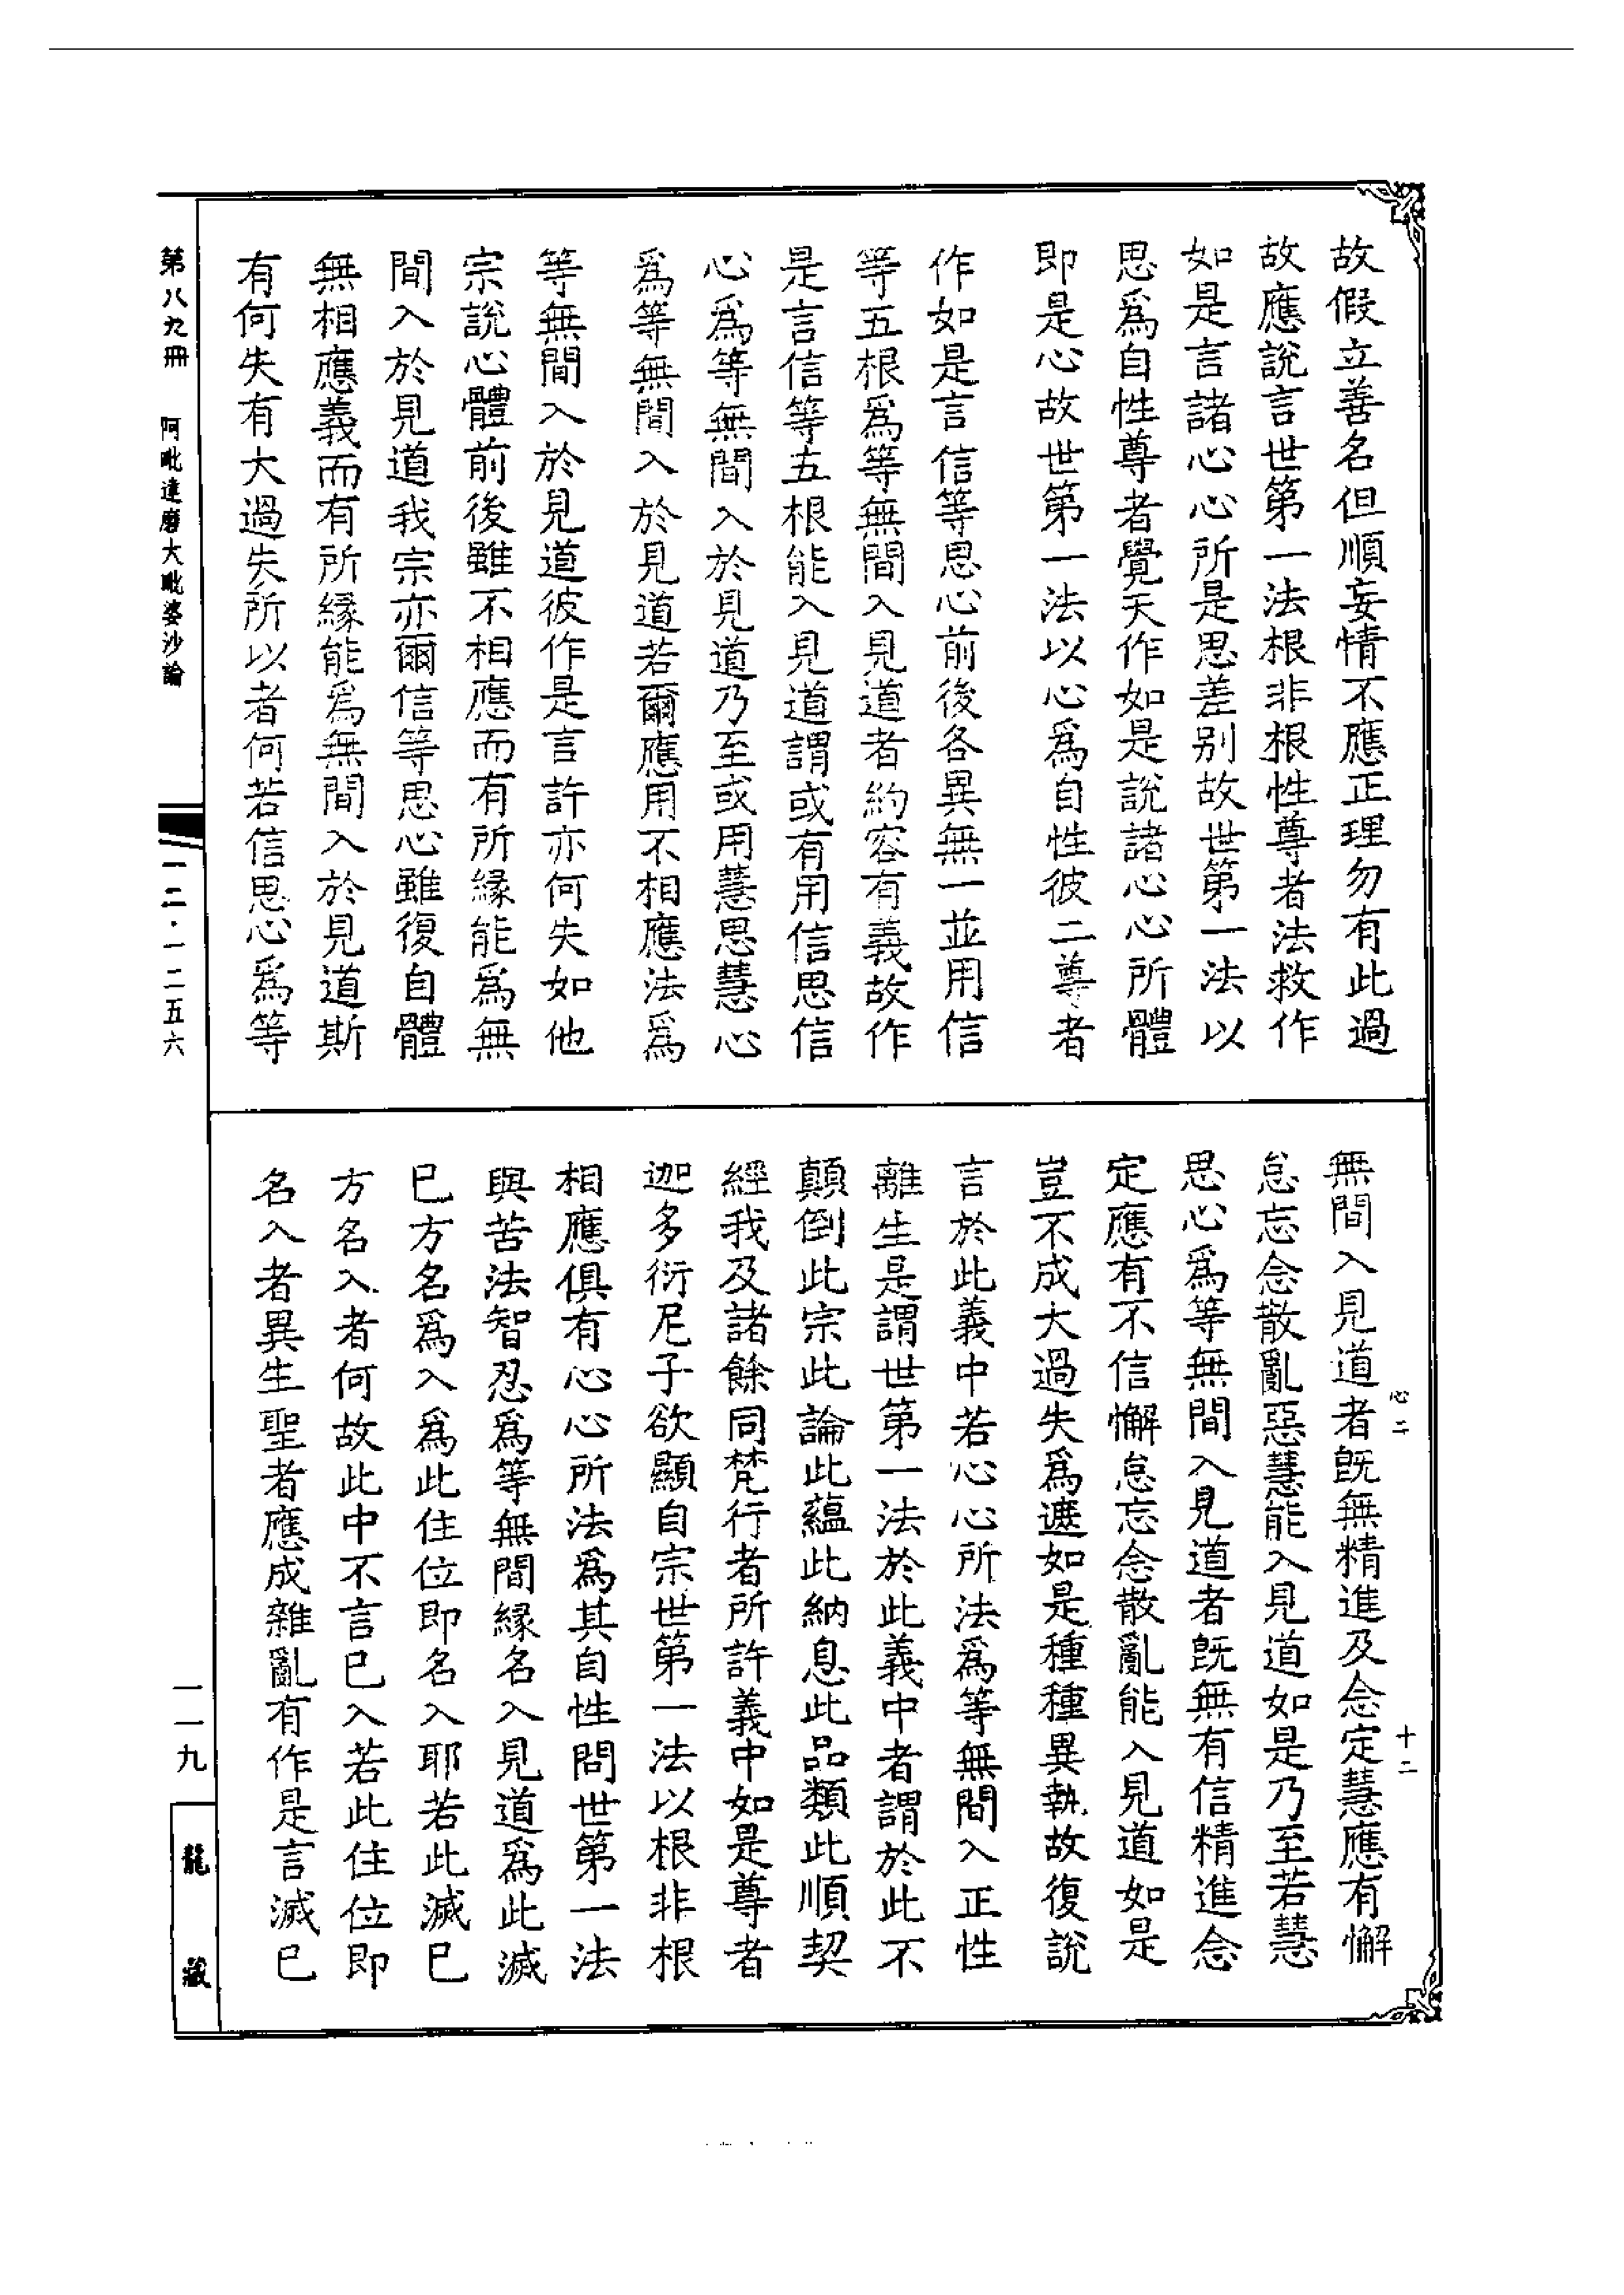 故假立善名但順妄情不應正理勿有此過
故應說言世第一法根非根性尊者法救作
如是言諸心心所是思差別故世第一法以
思爲自性尊者覺天作如是說諸心心所體
即是心故世第一法以心爲自性彼二尊者
作如是言信等思心前後各異無一並用信
等五根爲等無間入見道者約容有義故作
是言信等五根能入見道謂或有用信思信
心爲等無間入於見道乃至或用慧思慧心
爲等無間入於見道若爾應用不相應法爲
等無間入於見道彼作是言許亦何失如他
宗說心體前後雖不相應而有所緣能爲無
間入於見道我宗亦爾信等思心雖復自體
無相應義而有所緣能爲無間入於見道斯
有何失有大過失所以者何若信思心爲等
無間入見道者旣無精進及念定慧應有懈
怠忘念散亂惡慧能入見道如是乃至若慧
思心爲等無間入見道者旣無有信精進念
定應有不信懈怠忘念散亂能入見道如是
豈不成大過失爲遮如是種種異執故復說
言於此義中若心心所法爲等無間入正性
離生是謂世第一法於此義中者謂於此不
顛倒此宗此論此蘊此納息此品類此順契
經我及諸餘同梵行者所許義中如是尊者
迦多衍尼子欲顯自宗世第一法以根非根
相應俱有心心所法爲其自性問世第一法
與苦法智忍爲等無間緣名入見道爲此滅
已方名爲入爲此住位即名入耶若此滅已
方名入者何故此中不言已入若此住位即
名入者異生聖者應成雜亂有作是言滅已
心二
十二
第八九冊 阿毗達磨大毗婆沙論
一二·一二五六
一一九
龍藏